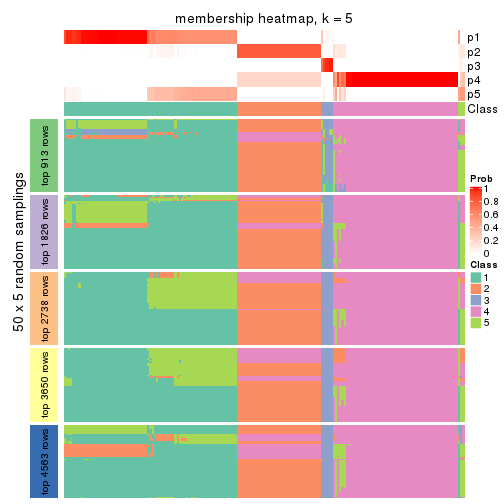 membership heatmap, k = 5
p1
p2
p3
p4
p5
Class
50 x 5 random samplings
top 913 rows
top 1826 rows
top 2738 rows
top 3650 rows
top 4563 rows
Prob
1
0.8
0.6
0.4
0.2
0
Class
1
2
3
4
5